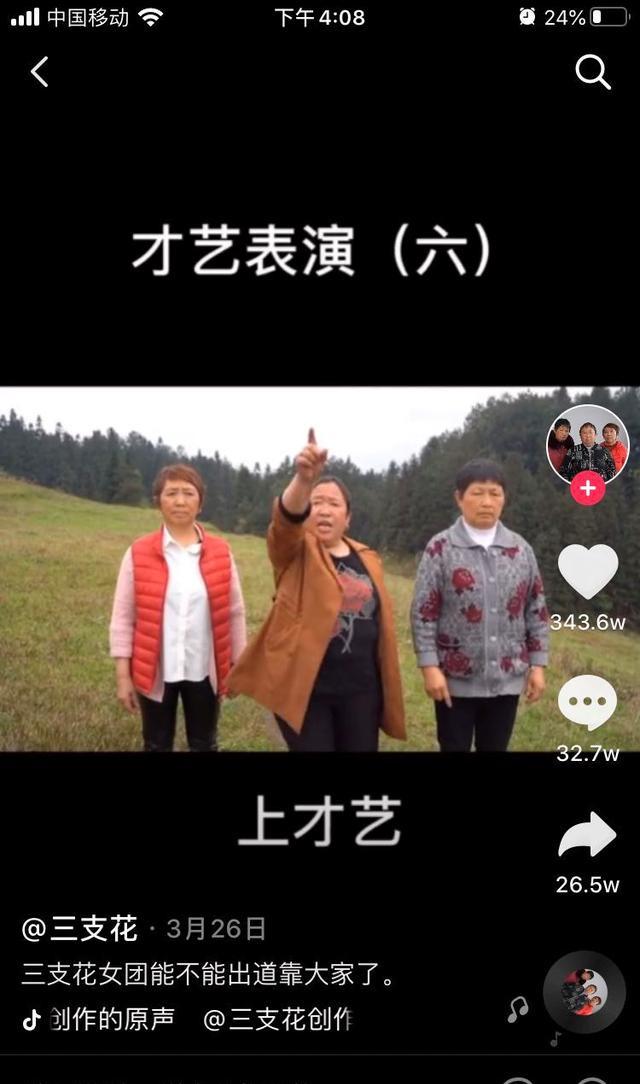 中国移动 下午4:08 24%
才艺表演（六）
343.6w
32.7w
上才艺
26.5w
@三支花 · 3月26日
三支花女团能不能出道靠大家了。
创作的原声 @三支花创作